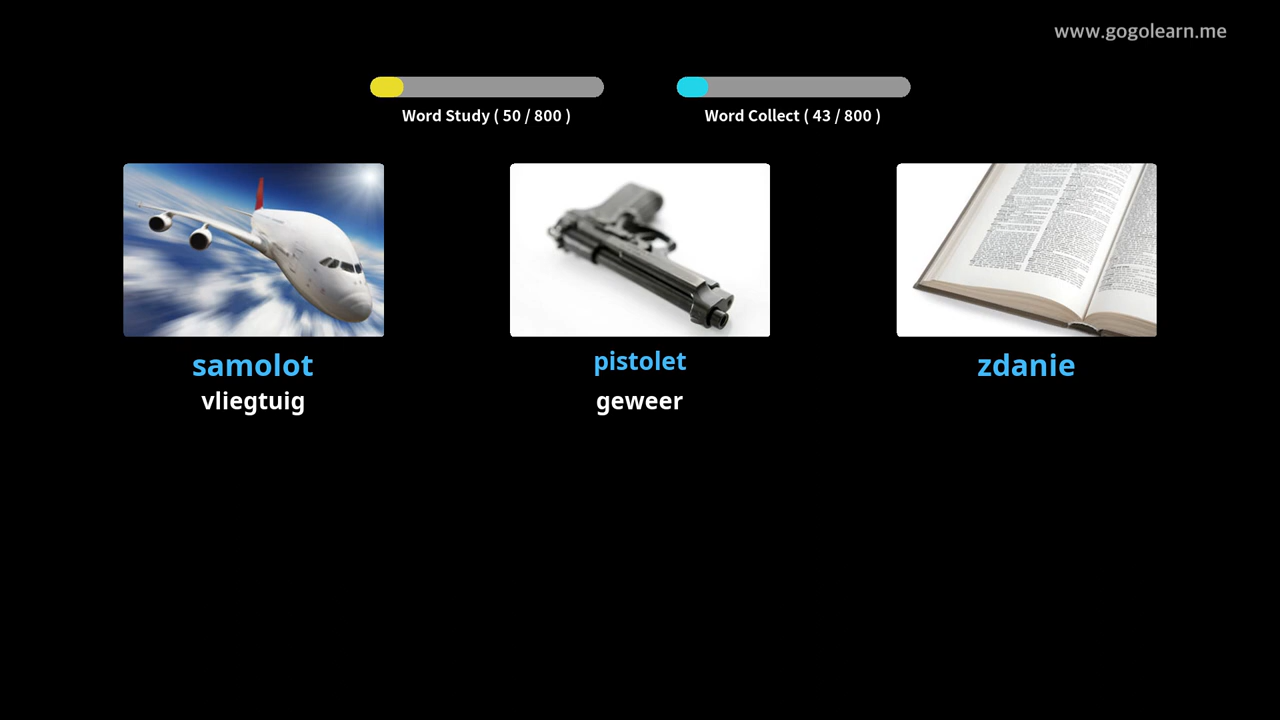 www.gogolearn.me
Word Study ( 50 / 800 )
Word Collect ( 43 / 800 )
samolot
vliegtuig
pistolet
geweer
zdanie